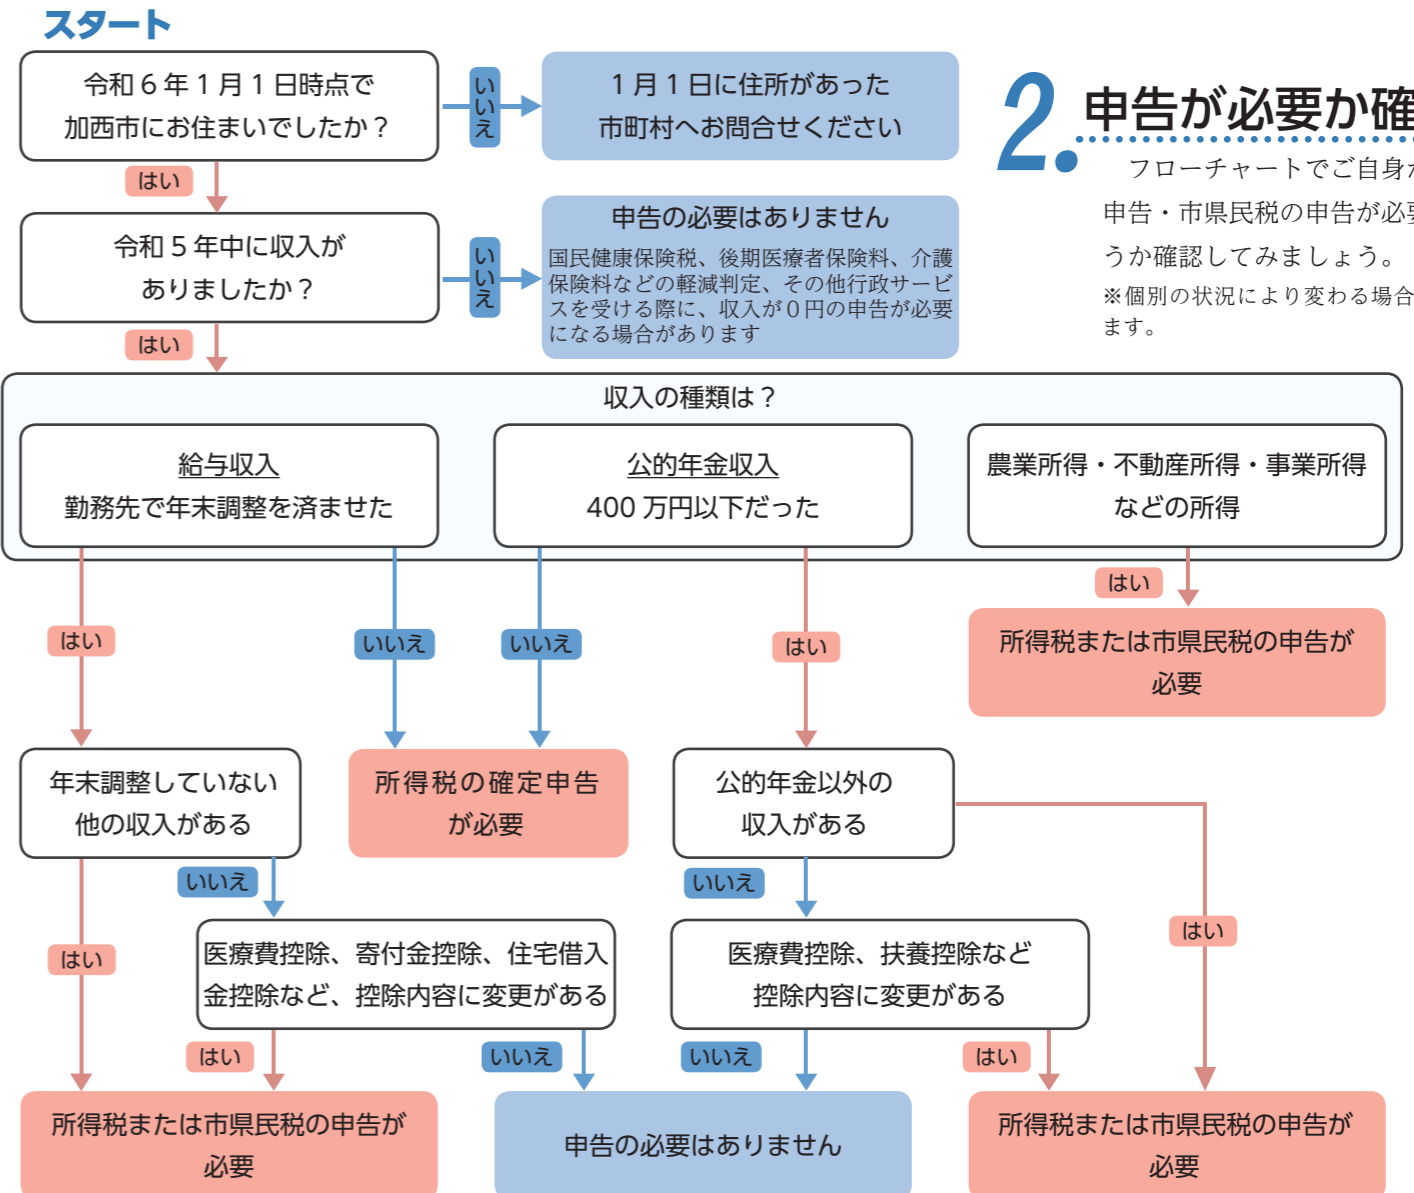 スタート
令和６年１月１日時点で
加西市にお住まいでしたか？
いいえ
１月１日に住所があった
市町村へお問合せください
はい
令和５年中に収入が
ありましたか？
いいえ
申告の必要はありません
国民健康保険税、後期医療者保険料、介護
保険料などの軽減判定、その他行政サービ
スを受ける際に、収入が０円の申告が必要
になる場合があります
はい
2.
申告が必要か確
フローチャートでご自身が
申告・市県民税の申告が必要
うか確認してみましょう。
※個別の状況により変わる場合
ます。
収入の種類は？
給与収入
勤務先で年末調整を済ませた
公的年金収入
400 万円以下だった
農業所得・不動産所得・事業所得
などの所得
はい
いいえ
いいえ
はい
はい
所得税または市県民税の申告が
必要
年末調整していない
他の収入がある
所得税の確定申告
が必要
公的年金以外の
収入がある
いいえ
いいえ
はい
はい
医療費控除、寄付金控除、住宅借入
金控除など、控除内容に変更がある
医療費控除、扶養控除など
控除内容に変更がある
はい
いいえ
いいえ
はい
所得税または市県民税の申告が
必要
申告の必要はありません
所得税または市県民税の申告が
必要